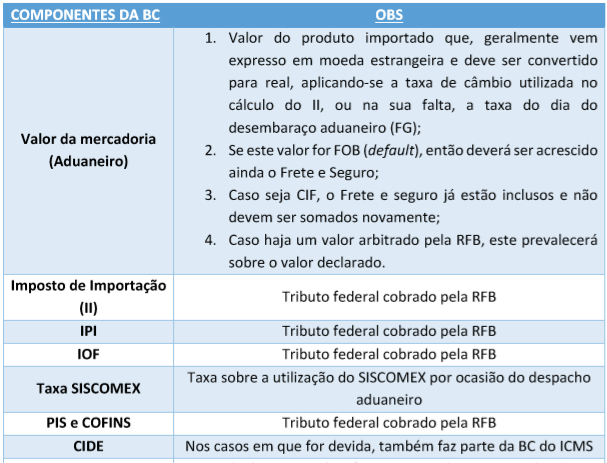 COMPONENTES DA BC
OBS
Valor da mercadoria
(Aduaneiro)
1. Valor do produto importado que, geralmente vem
expresso em moeda estrangeira e deve ser convertido
para real, aplicando-se a taxa de câmbio utilizada no
cálculo do II, ou na sua falta, a taxa do dia do
desembaraço aduaneiro (FG);
2. Se este valor for FOB (default), então deverá ser acrescido
ainda o Frete e Seguro;
3. Caso seja CIF, o Frete e seguro já estão inclusos e não
devem ser somados novamente;
4. Caso haja um valor arbitrado pela RFB, este prevalecerá
sobre o valor declarado.
Imposto de Importação
(II)
Tributo federal cobrado pela RFB
IPI
Tributo federal cobrado pela RFB
IOF
Tributo federal cobrado pela RFB
Taxa SISCOMEX
Taxa sobre a utilização do SISCOMEX por ocasião do despacho
aduaneiro
PIS e COFINS
Tributo federal cobrado pela RFB
CIDE
Nos casos em que for devida, também faz parte da BC do ICMS